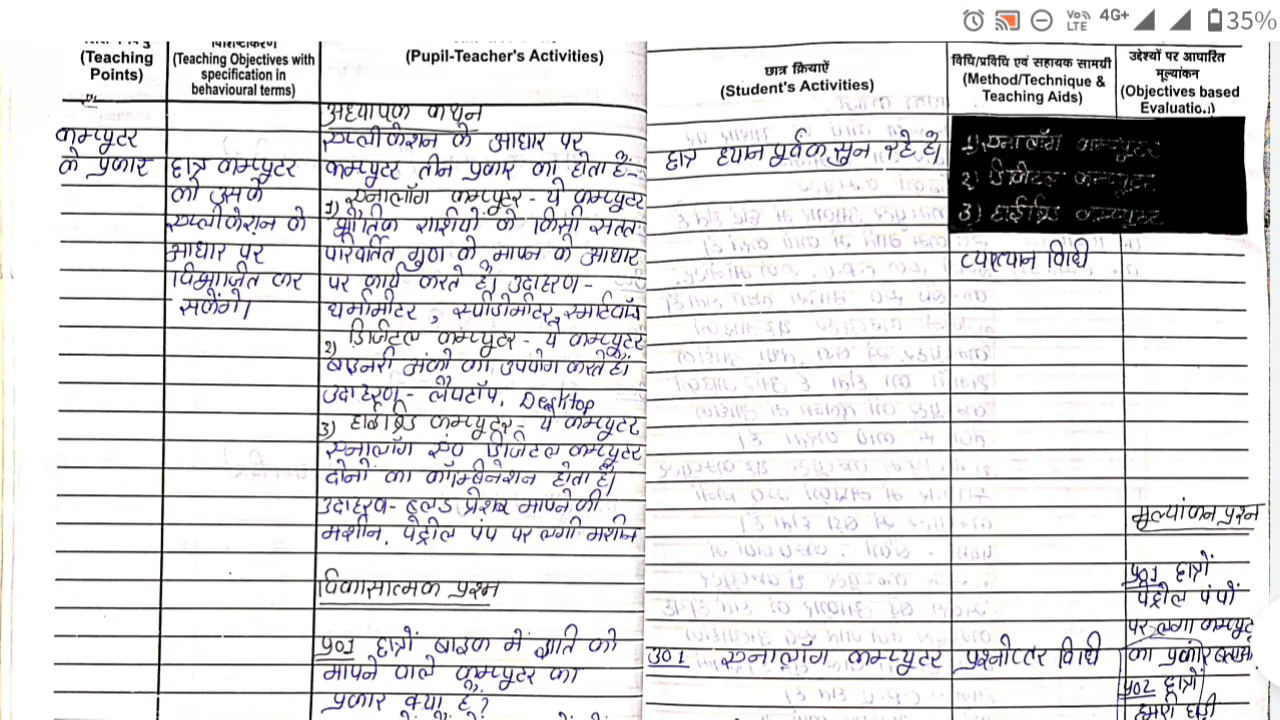 35%
4G+
VoLTE
(Teaching Points)
(Teaching Objectives with specification in behavioural terms)
(Pupil-Teacher's Activities)
छात्र क्रियाएँ
(Student's Activities)
विधि/प्रविधि एवं सहायक सामग्री
(Method/Technique & Teaching Aids)
उद्देश्यों पर आधारित मूल्यांकन
(Objectives based Evaluation)
कम्प्यूटर
के प्रकार
छात्र कम्प्यूटर
को उसके
एप्लीकेशन के
आधार पर
विभाजित कर
सकेंगे।
अध्यापक कथन
एप्लीकेशन के आधार पर
कम्प्यूटर तीन प्रकार का होता है-
1) एनालॉग कम्प्यूटर - ये कम्प्यूटर
भौतिक राशियों के किसी सतत
परिवर्तित गुण के मापन के आधार
पर कार्य करते है। उदाहरण -
थर्मामीटर, स्पीडोमीटर, स्मार्टवॉच
2) डिजिटल कम्प्यूटर - ये कम्प्यूटर
बाइनरी अंको का उपयोग करते है।
उदाहरण - लैपटॉप, Desktop
3) हाईब्रिड कम्प्यूटर - ये कम्प्यूटर
एनालॉग एवं डिजिटल कम्प्यूटर
दोनों का कॉम्बिनेशन होता है।
उदाहरण - ब्लड प्रेशर मापने की
मशीन, पेट्रोल पंप पर लगी मशीन
विकासात्मक प्रश्न
प्र01 छात्रों बाइक में गति को
मापने वाले कम्प्यूटर का
प्रकार क्या है?
छात्र ध्यान पूर्वक सुन रहे है।
उ01 एनालॉग कम्प्यूटर
1) एनालॉग कम्प्यूटर
2) डिजीटल कम्प्यूटर
3) हाईब्रिड कम्प्यूटर
व्याख्यान विधी
प्रश्नोत्तर विधी
मूल्यांकन प्रश्न
प्र01 छात्रों
पेट्रोल पंपों
पर लगा कम्प्यूटर
का प्रकार बताओ
प्र02 छात्रों
हमारी